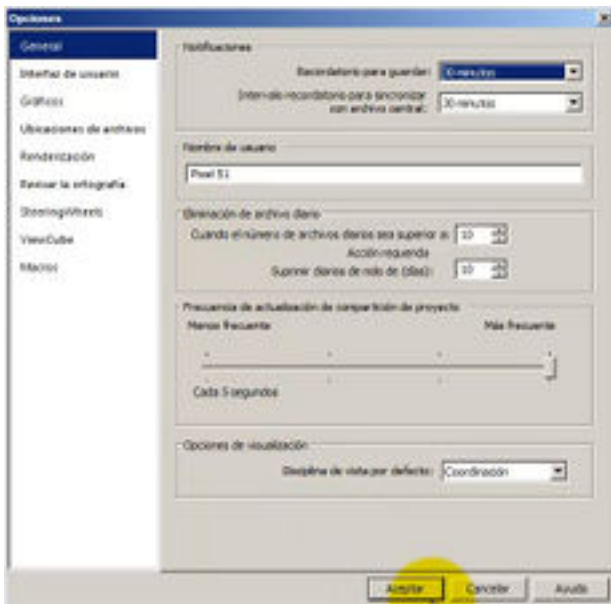 Opciones
General
Interfaz de usuario
Gráficos
Ubicaciones de archivos
Renderización
Revisar la ortografía
SteeringWheels
ViewCube
Macros
Notificaciones
Recordatorio para guardar:
30 minutos
Intervalo recordatorio para sincronizar
con archivo central:
30 minutos
Nombre de usuario
Pixel 51
Eliminación de archivo diario
Cuando el número de archivos diarios sea superior a:
10
Acción requerida
Suprimir diarios de más de (días):
10
Frecuencia de actualización de compartición de proyecto
Menos frecuente
Más frecuente
Cada 5 segundos
Opciones de visualización
Disciplina de vista por defecto:
Coordinación
Aceptar
Cancelar
Ayuda